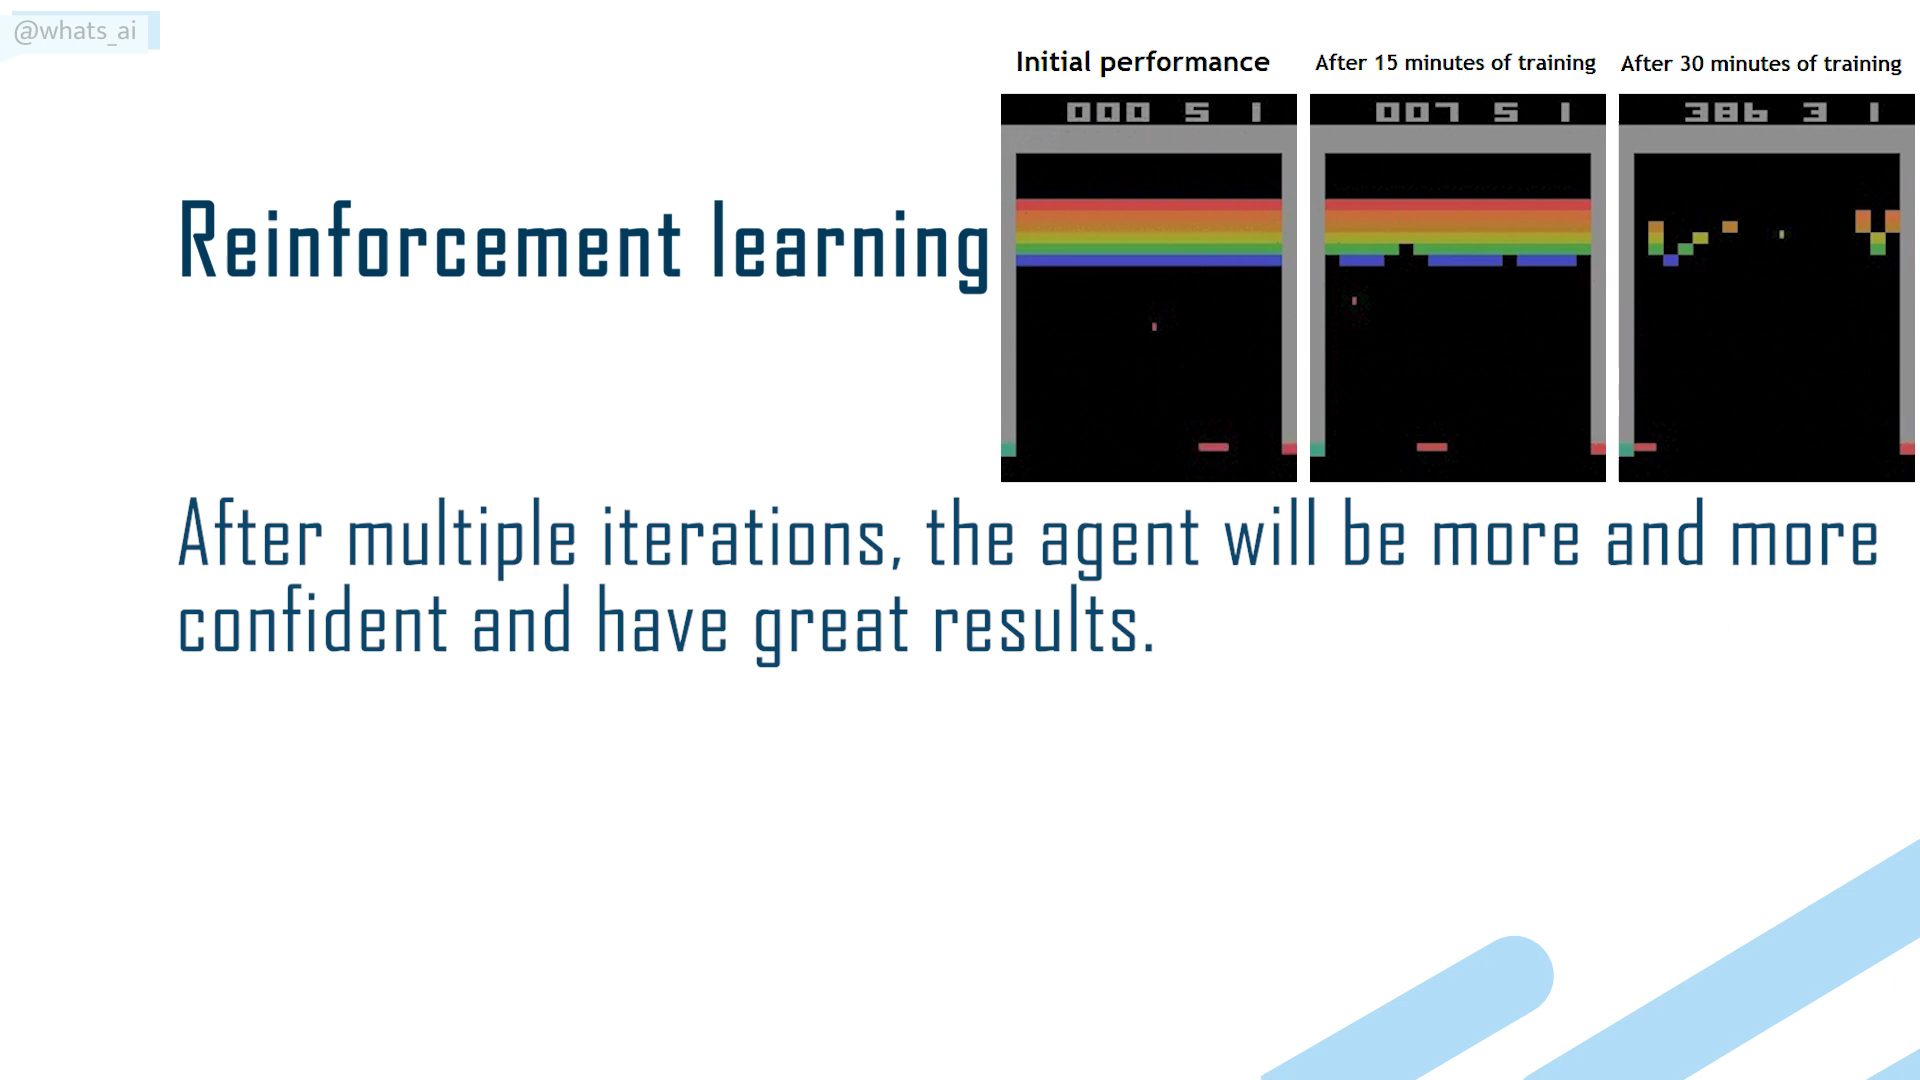 @whats_ai
Initial performance
After 15 minutes of training
After 30 minutes of training
000 5 1
007 5 1
386 3 1
Reinforcement learning
After multiple iterations, the agent will be more and more
confident and have great results.